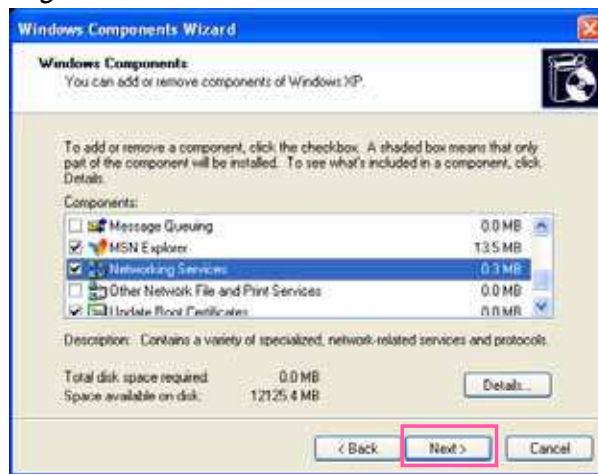 Windows Components Wizard
Windows Components
You can add or remove components of Windows XP.
To add or remove a component, click the checkbox. A shaded box means that only
part of the component will be installed. To see what's included in a component, click
Details.
Components:
Message Queuing 0.0 MB
MSN Explorer 13.5 MB
Networking Services 0.3 MB
Other Network File and Print Services 0.0 MB
Update Root Certificates 0.0 MB
Description: Contains a variety of specialized, network-related services and protocols.
Total disk space required: 0.0 MB
Space available on disk: 12125.4 MB
Details...
< Back Next > Cancel